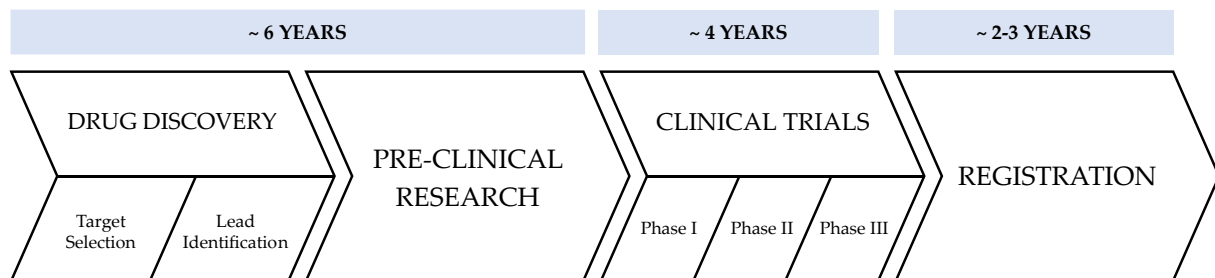 ~ 6 YEARS
~ 4 YEARS
~ 2-3 YEARS
DRUG DISCOVERY
Target
Selection
Lead
Identification
PRE-CLINICAL
RESEARCH
CLINICAL TRIALS
Phase I
Phase II
Phase III
REGISTRATION